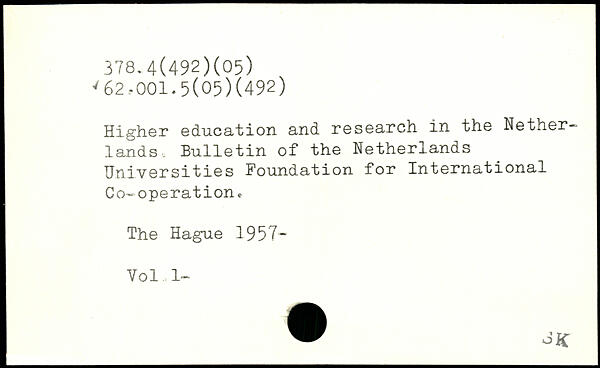 378.4(492)(05)
62.001.5(05)(492)
Higher education and research in the Nether-
lands. Bulletin of the Netherlands
Universities Foundation for International
Co-operation.
The Hague 1957-
Vol.1-
SK